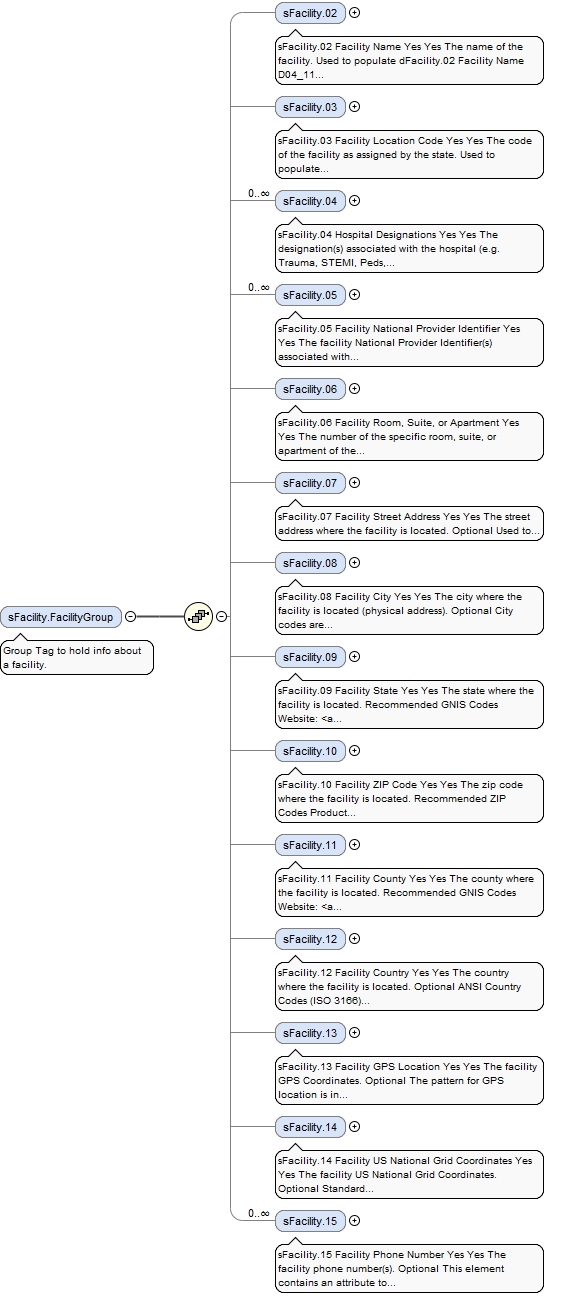 sFacility.02
sFacility.02 Facility Name Yes Yes The name of the
facility. Used to populate dFacility.02 Facility Name
D04_11...
sFacility.03
sFacility.03 Facility Location Code Yes Yes The code
of the facility as assigned by the state. Used to
populate...
0..∞
sFacility.04
sFacility.04 Hospital Designations Yes Yes The
designation(s) associated with the hospital (e.g.
Trauma, STEMI, Peds,...
0..∞
sFacility.05
sFacility.05 Facility National Provider Identifier Yes
Yes The facility National Provider Identifier(s)
associated with...
sFacility.06
sFacility.06 Facility Room, Suite, or Apartment Yes
Yes The number of the specific room, suite, or
apartment of the...
sFacility.07
sFacility.07 Facility Street Address Yes Yes The street
address where the facility is located. Optional Used to...
sFacility.08
sFacility.08 Facility City Yes Yes The city where the
facility is located (physical address). Optional City
codes are...
sFacility.FacilityGroup
Group Tag to hold info about
a facility.
sFacility.09
sFacility.09 Facility State Yes Yes The state where the
facility is located. Recommended GNIS Codes
Website: <a...
sFacility.10
sFacility.10 Facility ZIP Code Yes Yes The zip code
where the facility is located. Recommended ZIP
Codes Product...
sFacility.11
sFacility.11 Facility County Yes Yes The county where
the facility is located. Recommended GNIS Codes
Website: <a...
sFacility.12
sFacility.12 Facility Country Yes Yes The country
where the facility is located. Optional ANSI Country
Codes (ISO 3166)...
sFacility.13
sFacility.13 Facility GPS Location Yes Yes The facility
GPS Coordinates. Optional The pattern for GPS
location is in...
sFacility.14
sFacility.14 Facility US National Grid Coordinates Yes
Yes The facility US National Grid Coordinates.
Optional Standard...
0..∞
sFacility.15
sFacility.15 Facility Phone Number Yes Yes The
facility phone number(s). Optional This element
contains an attribute to...